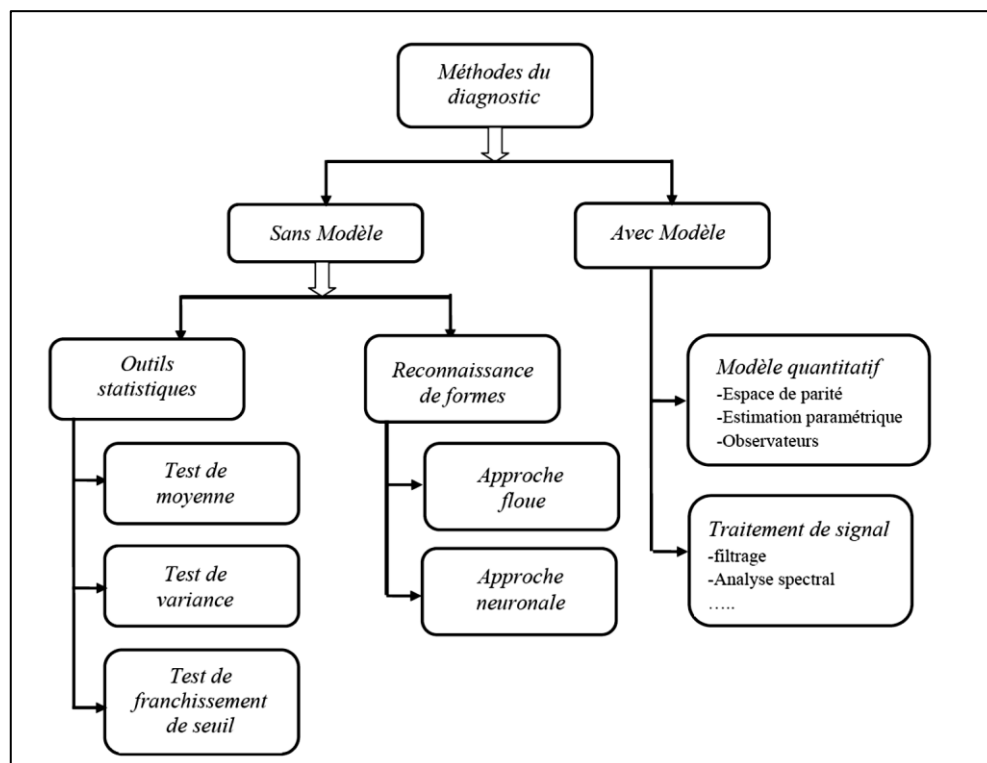 Méthodes du
diagnostic
Sans Modèle
Avec Modèle
Outils
statistiques
Reconnaissance
de formes
Modèle quantitatif
-Espace de parité
-Estimation paramétrique
-Observateurs
Test de
moyenne
Approche
floue
Traitement de signal
-filtrage
-Analyse spectral
…..
Test de
variance
Approche
neuronale
Test de
franchissement
de seuil